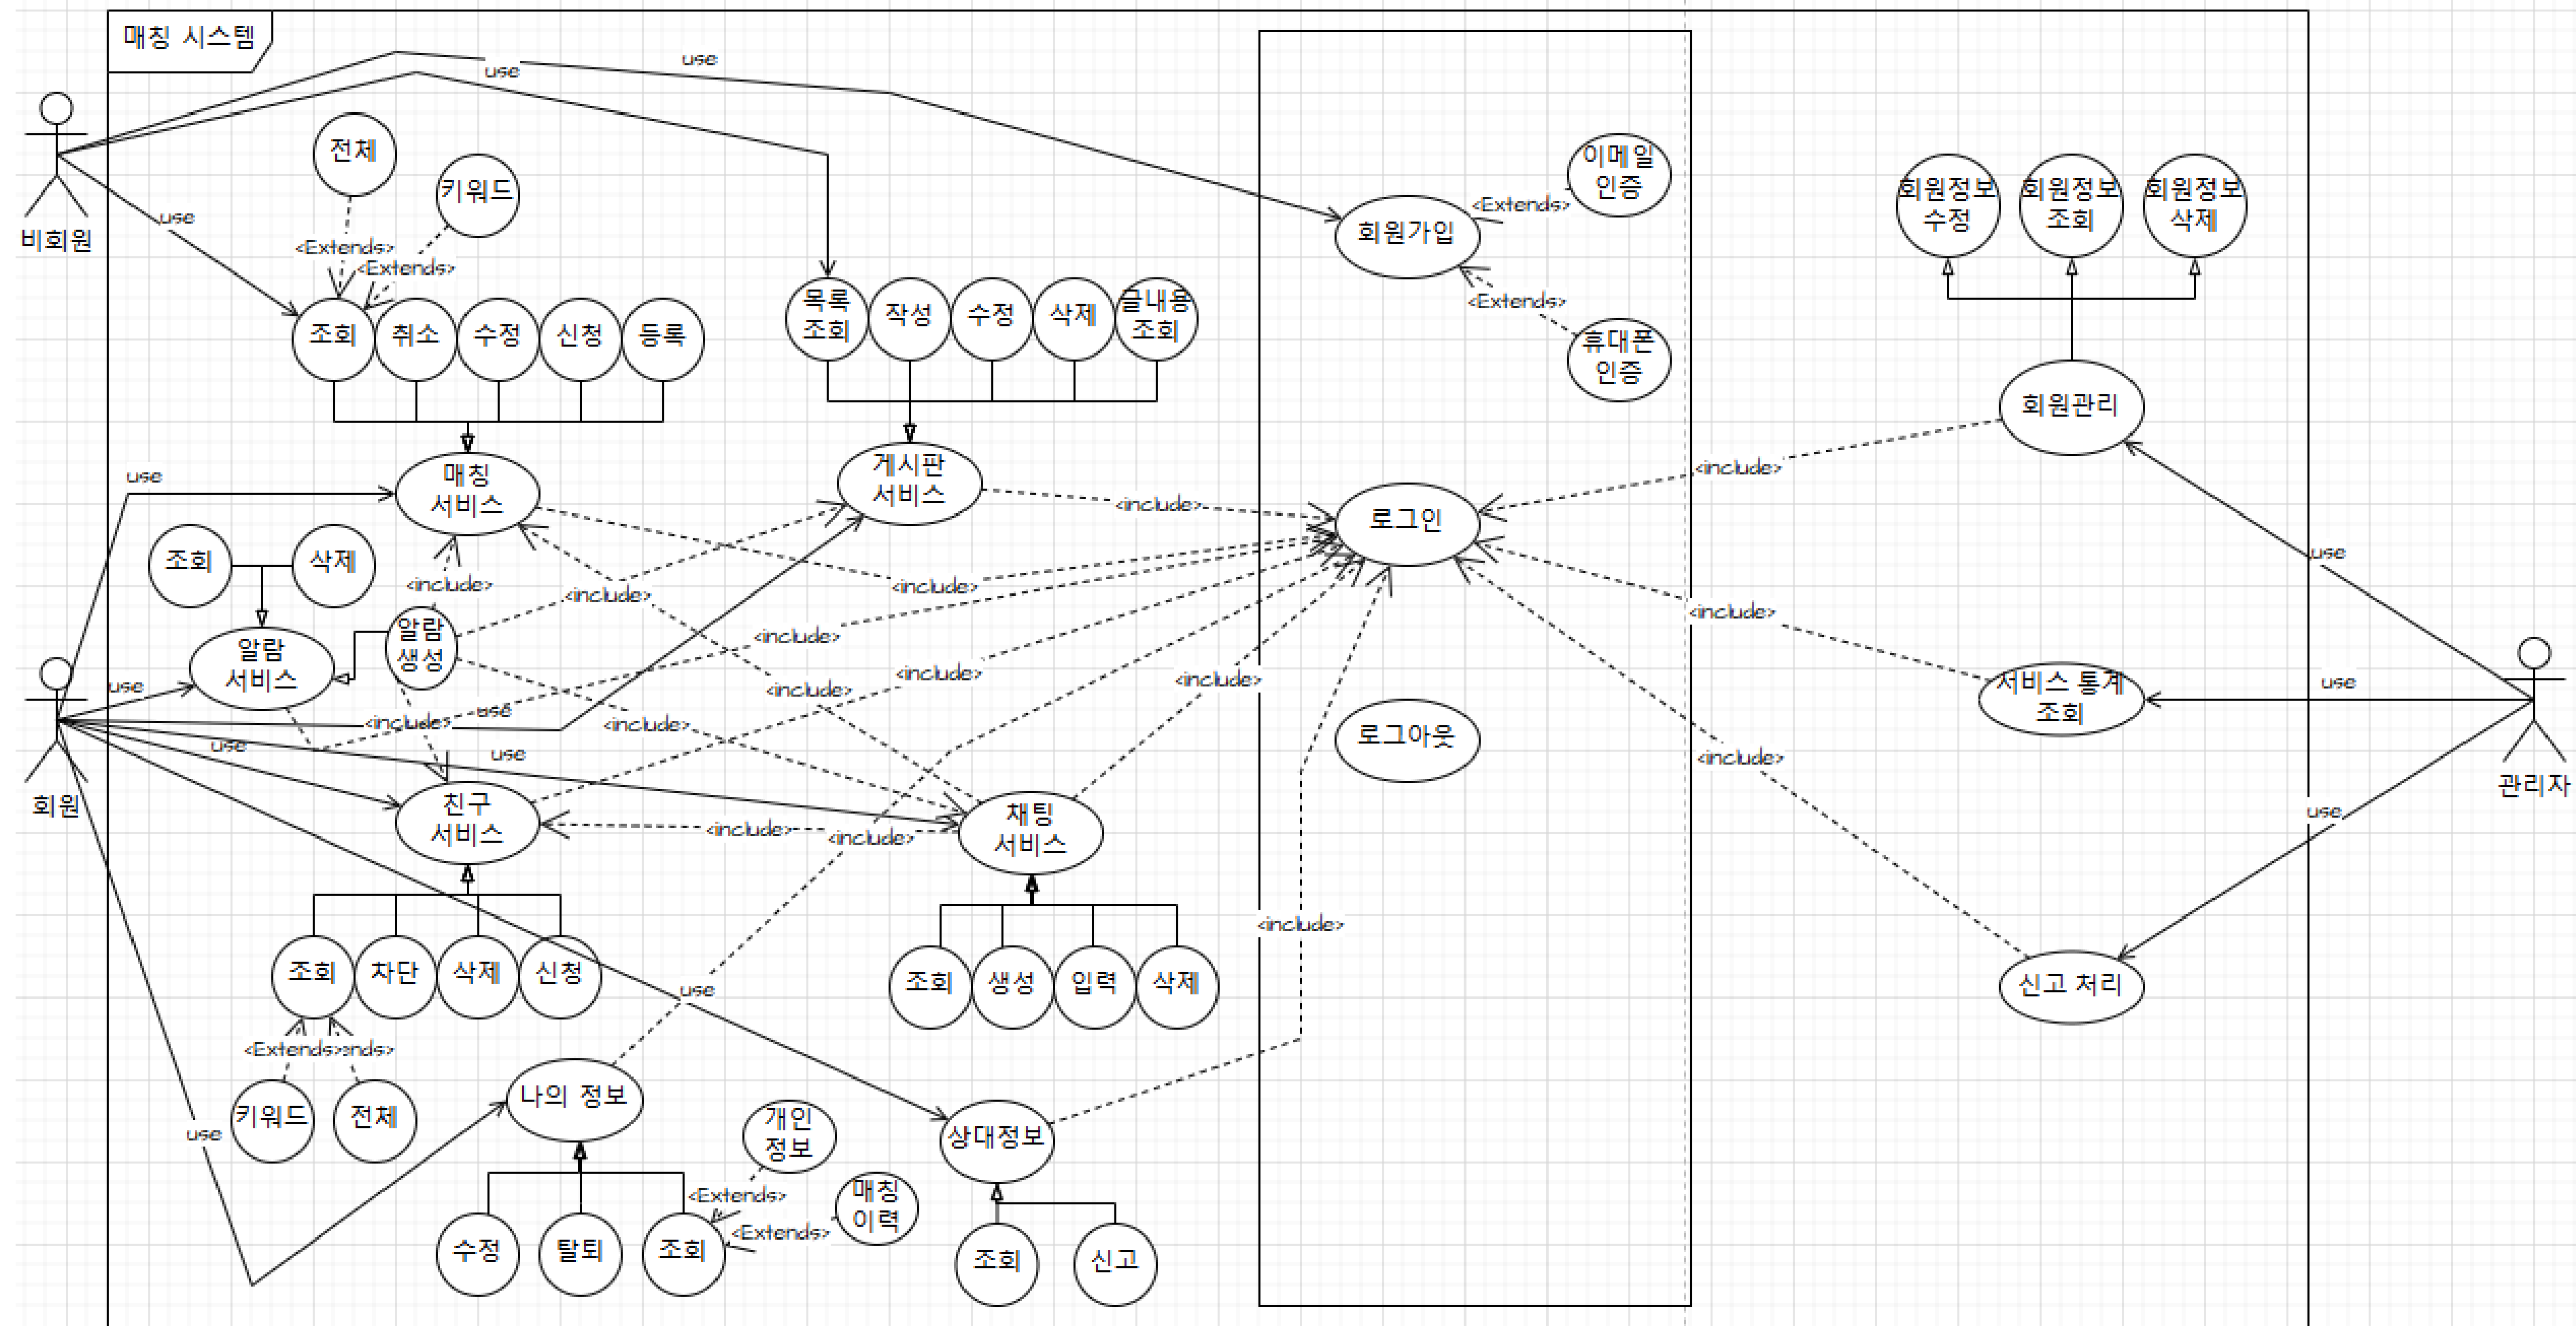 매칭 시스템
use
use
전체
이메일
인증
키워드
회원정보
수정
회원정보
조회
회원정보
삭제
<Extends>
use
비회원
회원가입
<Extends>
<Extends>
<Extends>
목록
조회
작성
수정
삭제
글내용
조회
조회
취소
수정
신청
등록
휴대폰
인증
회원관리
매칭
서비스
use
게시판
서비스
<include>
<include>
로그인
조회
삭제
use
<include>
<include>
<include>
<include>
알람
생성
<include>
알람
서비스
use
<include>
<include>
<include>
서비스 통계
조회
use
<include>
use
<include>
로그아웃
use
use
<include>
관리자
회원
친구
서비스
채팅
서비스
use
<include>
<include>
<include>
조회
차단
삭제
신청
조회
생성
입력
삭제
신고 처리
use
<Extends>
nds>
키워드
전체
나의 정보
use
개인
정보
상대정보
<Extends>
매칭
이력
<Extends>
수정
탈퇴
조회
조회
신고